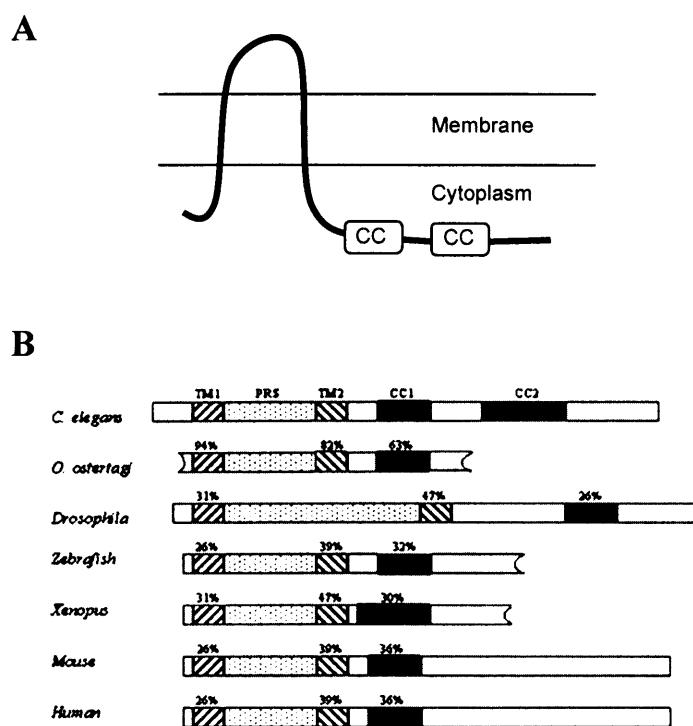 A
Membrane
Cytoplasm
CC CC
B
TM1 PRS TM2 CC1 CC2
C. elegans
94% 82% 63%
O. ostertagi
31% 47% 26%
Drosophila
26% 39% 32%
Zebrafish
31% 47% 30%
Xenopus
26% 39% 36%
Mouse
26% 39% 36%
Human